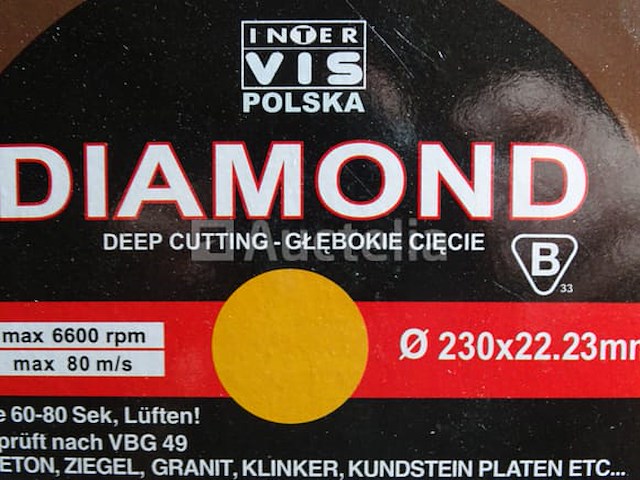 INTER
VIS
POLSKA
DIAMOND
DEEP CUTTING - GŁĘBOKIE CIĘCIE
Auctelia
B
33
max 6600 rpm
max 80 m/s
Ø 230x22.23mm
e 60-80 Sek, Lüften!
prüft nach VBG 49
ETON, ZIEGEL, GRANIT, KLINKER, KUNDSTEIN PLATEN ETC...